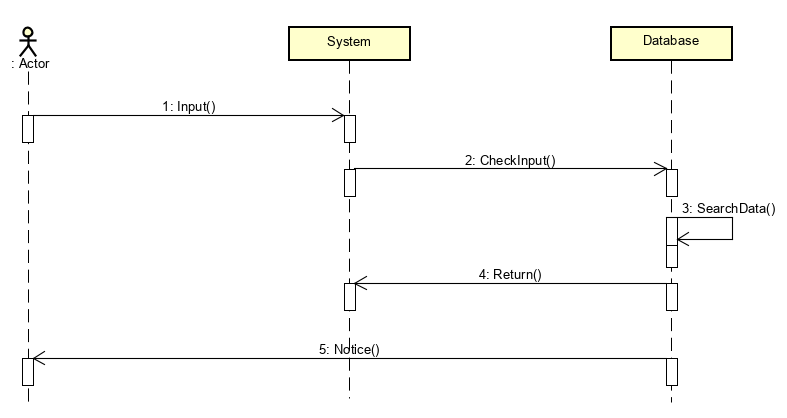 System
Database
: Actor
1: Input()
2: CheckInput()
3: SearchData()
4: Return()
5: Notice()